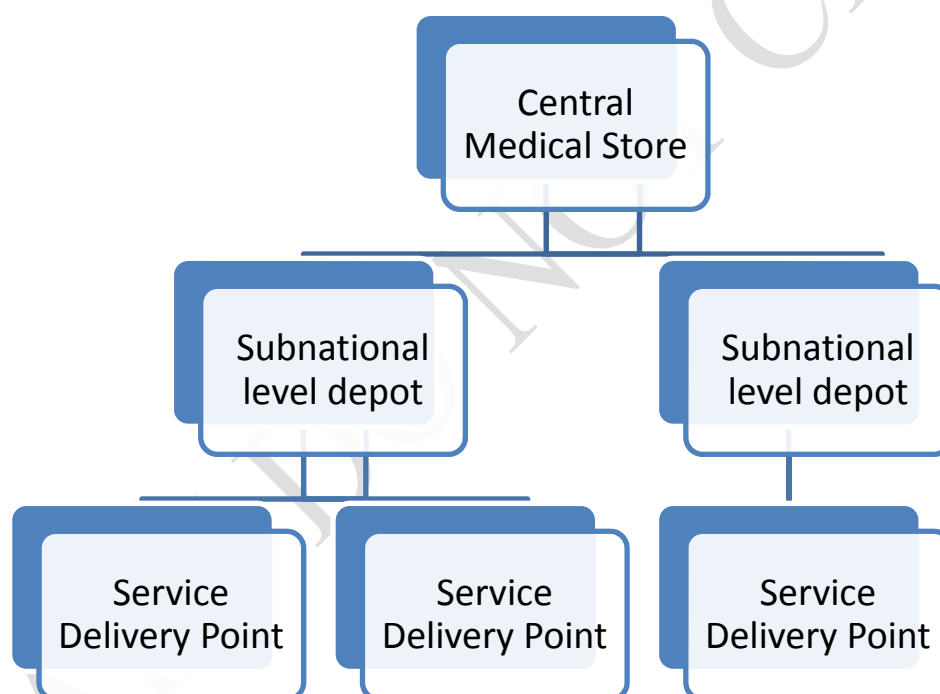 Central
Medical Store
Subnational
level depot
Subnational
level depot
Service
Delivery Point
Service
Delivery Point
Service
Delivery Point